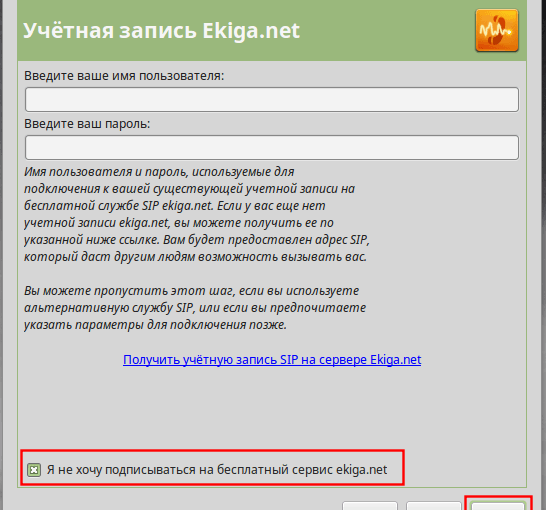 Учётная запись Ekiga.net
Введите ваше имя пользователя:
Введите ваш пароль:
Имя пользователя и пароль, используемые для
подключения к вашей существующей учетной записи на
бесплатной службе SIP ekiga.net. Если у вас еще нет
учетной записи ekiga.net, вы можете получить ее по
указанной ниже ссылке. Вам будет предоставлен адрес SIP,
который даст другим людям возможность вызывать вас.
Вы можете пропустить этот шаг, если вы используете
альтернативную службу SIP, или если вы предпочитаете
указать параметры для подключения позже.
Получить учётную запись SIP на сервере Ekiga.net
Я не хочу подписываться на бесплатный сервис ekiga.net